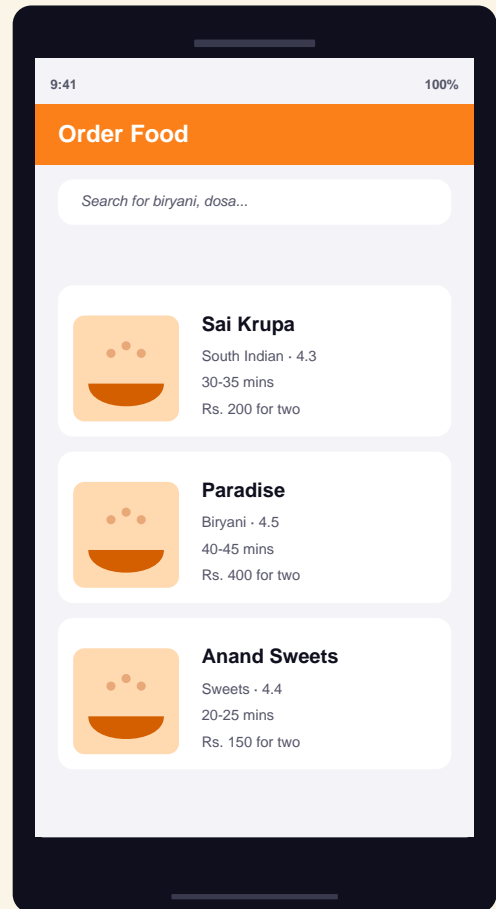 9:41 100%
Order Food
Search for biryani, dosa...
Sai Krupa
South Indian · 4.3
30-35 mins
Rs. 200 for two
Paradise
Biryani · 4.5
40-45 mins
Rs. 400 for two
Anand Sweets
Sweets · 4.4
20-25 mins
Rs. 150 for two